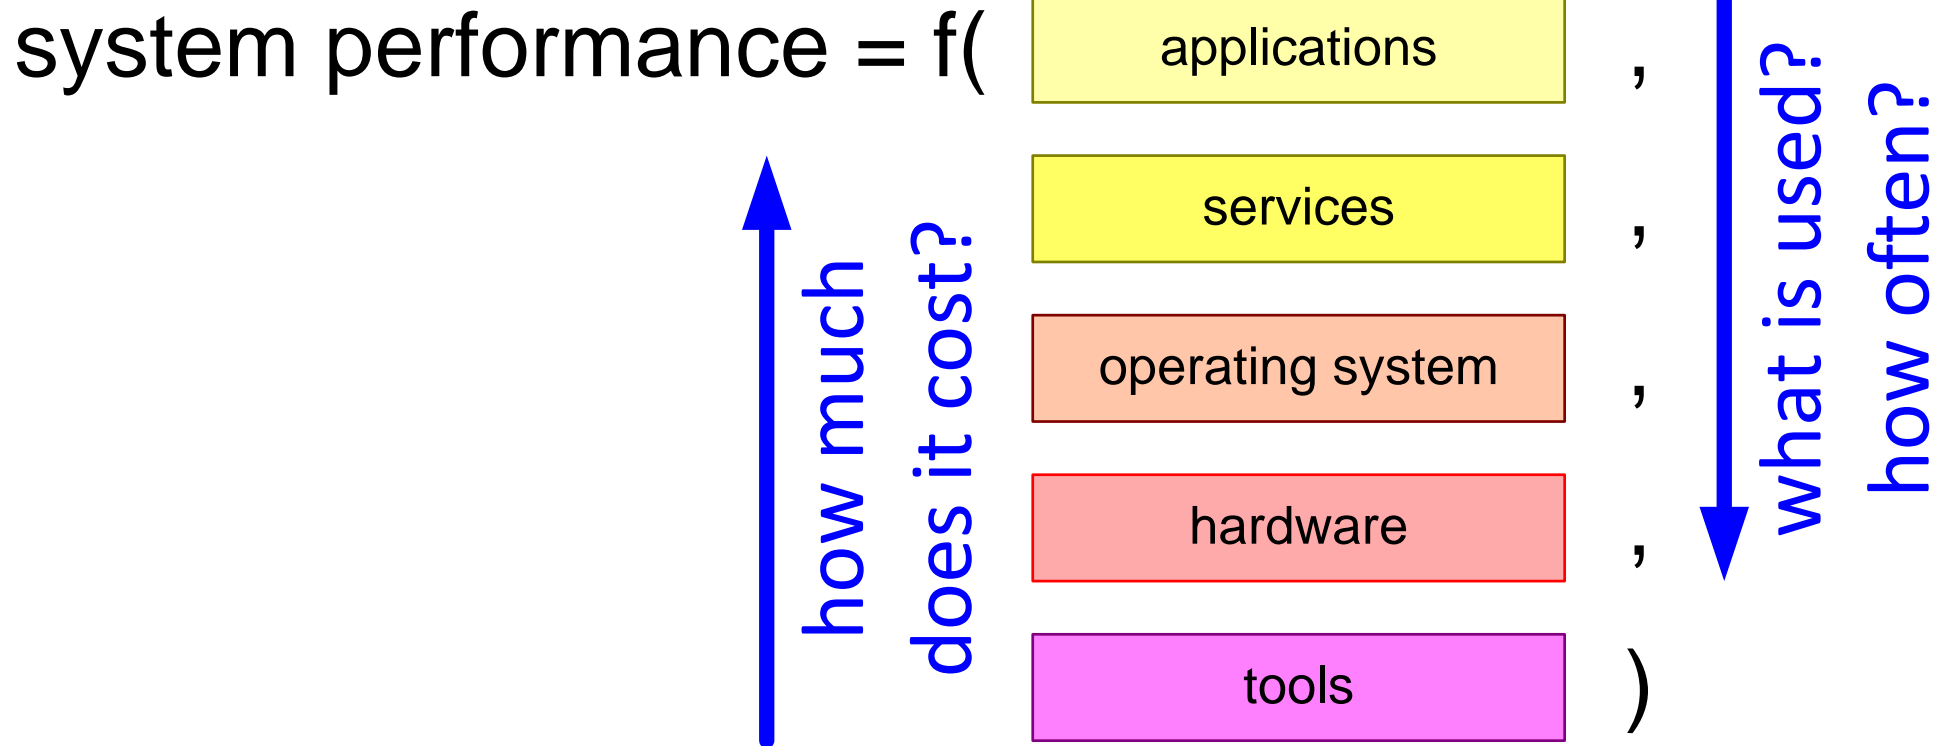 system performance = f(
applications
,
services
,
operating system
,
hardware
,
tools
)
how much
does it cost?
what is used?
how often?